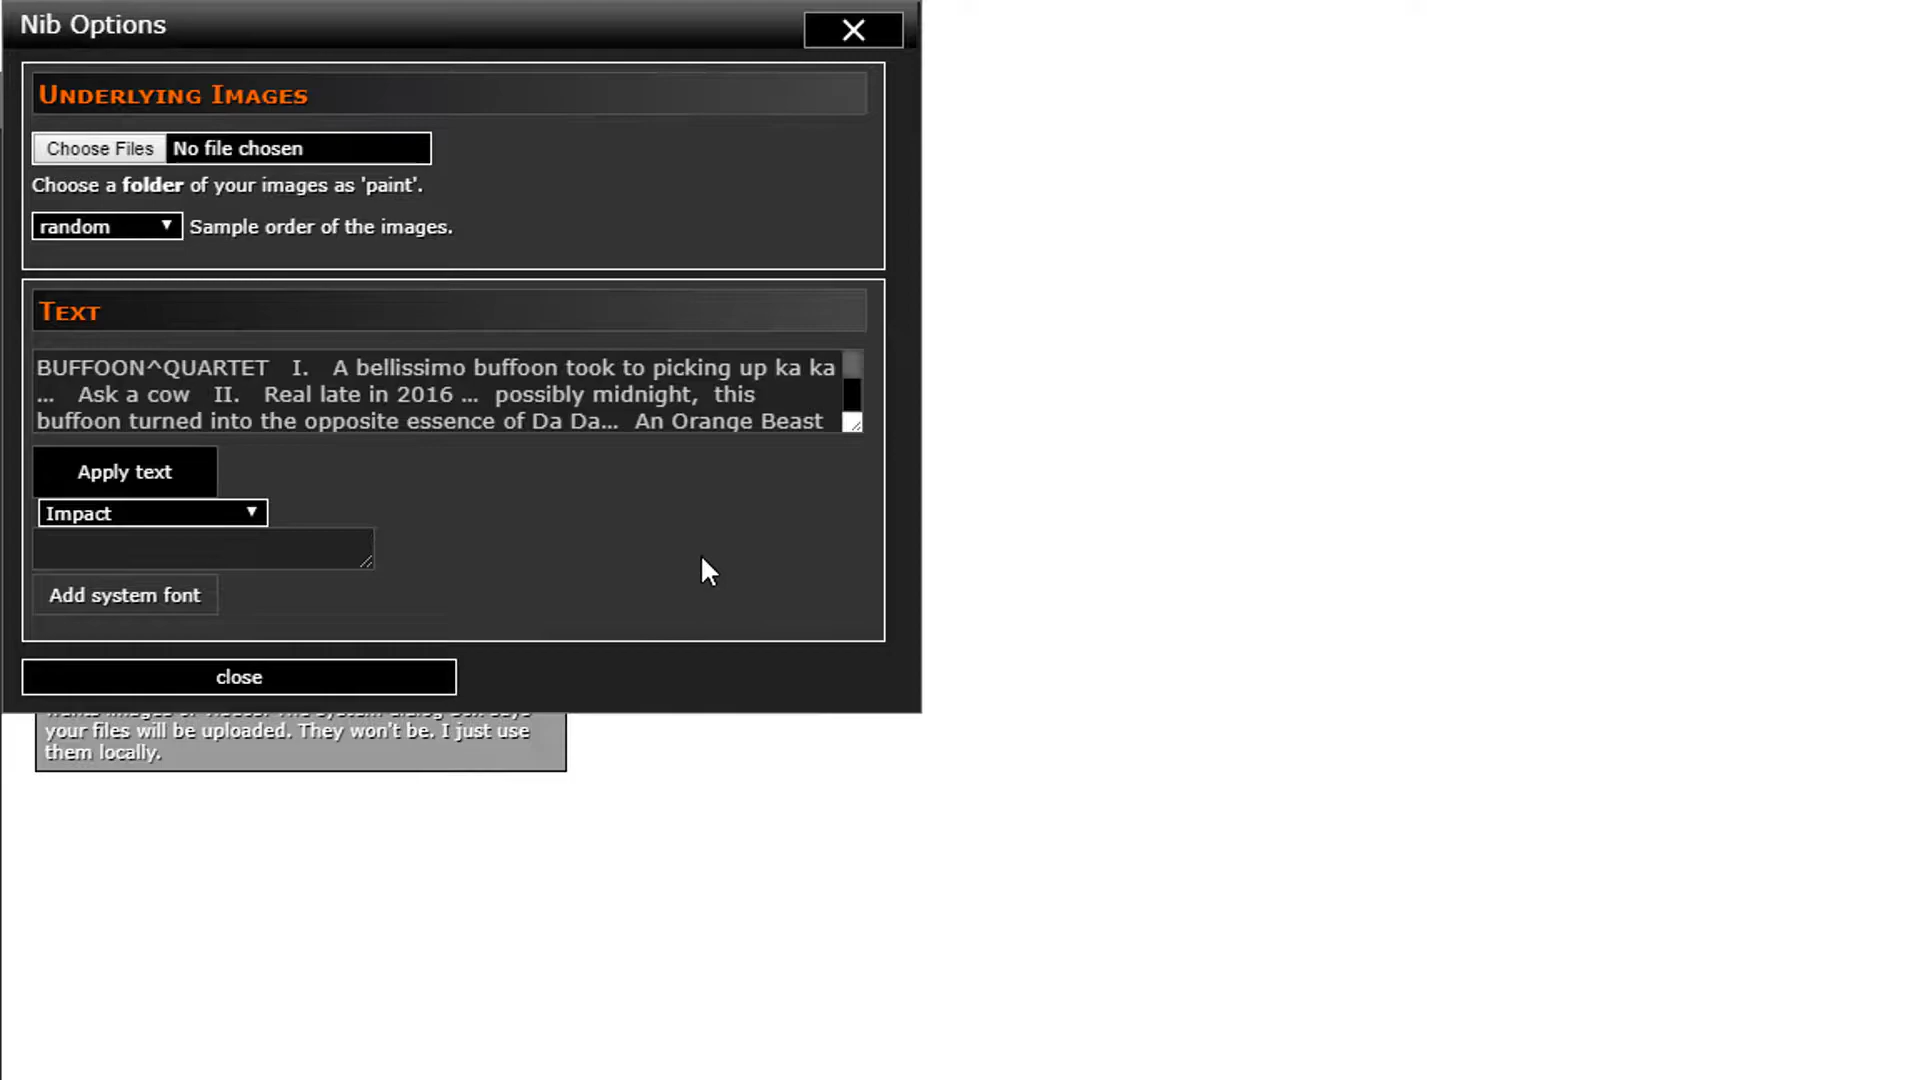 Nib Options
Underlying Images
Choose Files No file chosen
Choose a folder of your images as 'paint'.
random Sample order of the images.
Text
BUFFOON^QUARTET I. A bellissimo buffoon took to picking up ka ka
... Ask a cow II. Real late in 2016 ... possibly midnight, this
buffoon turned into the opposite essence of Da Da... An Orange Beast
Apply text
Impact
Add system font
close
your files will be uploaded. They won't be. I just use
them locally.